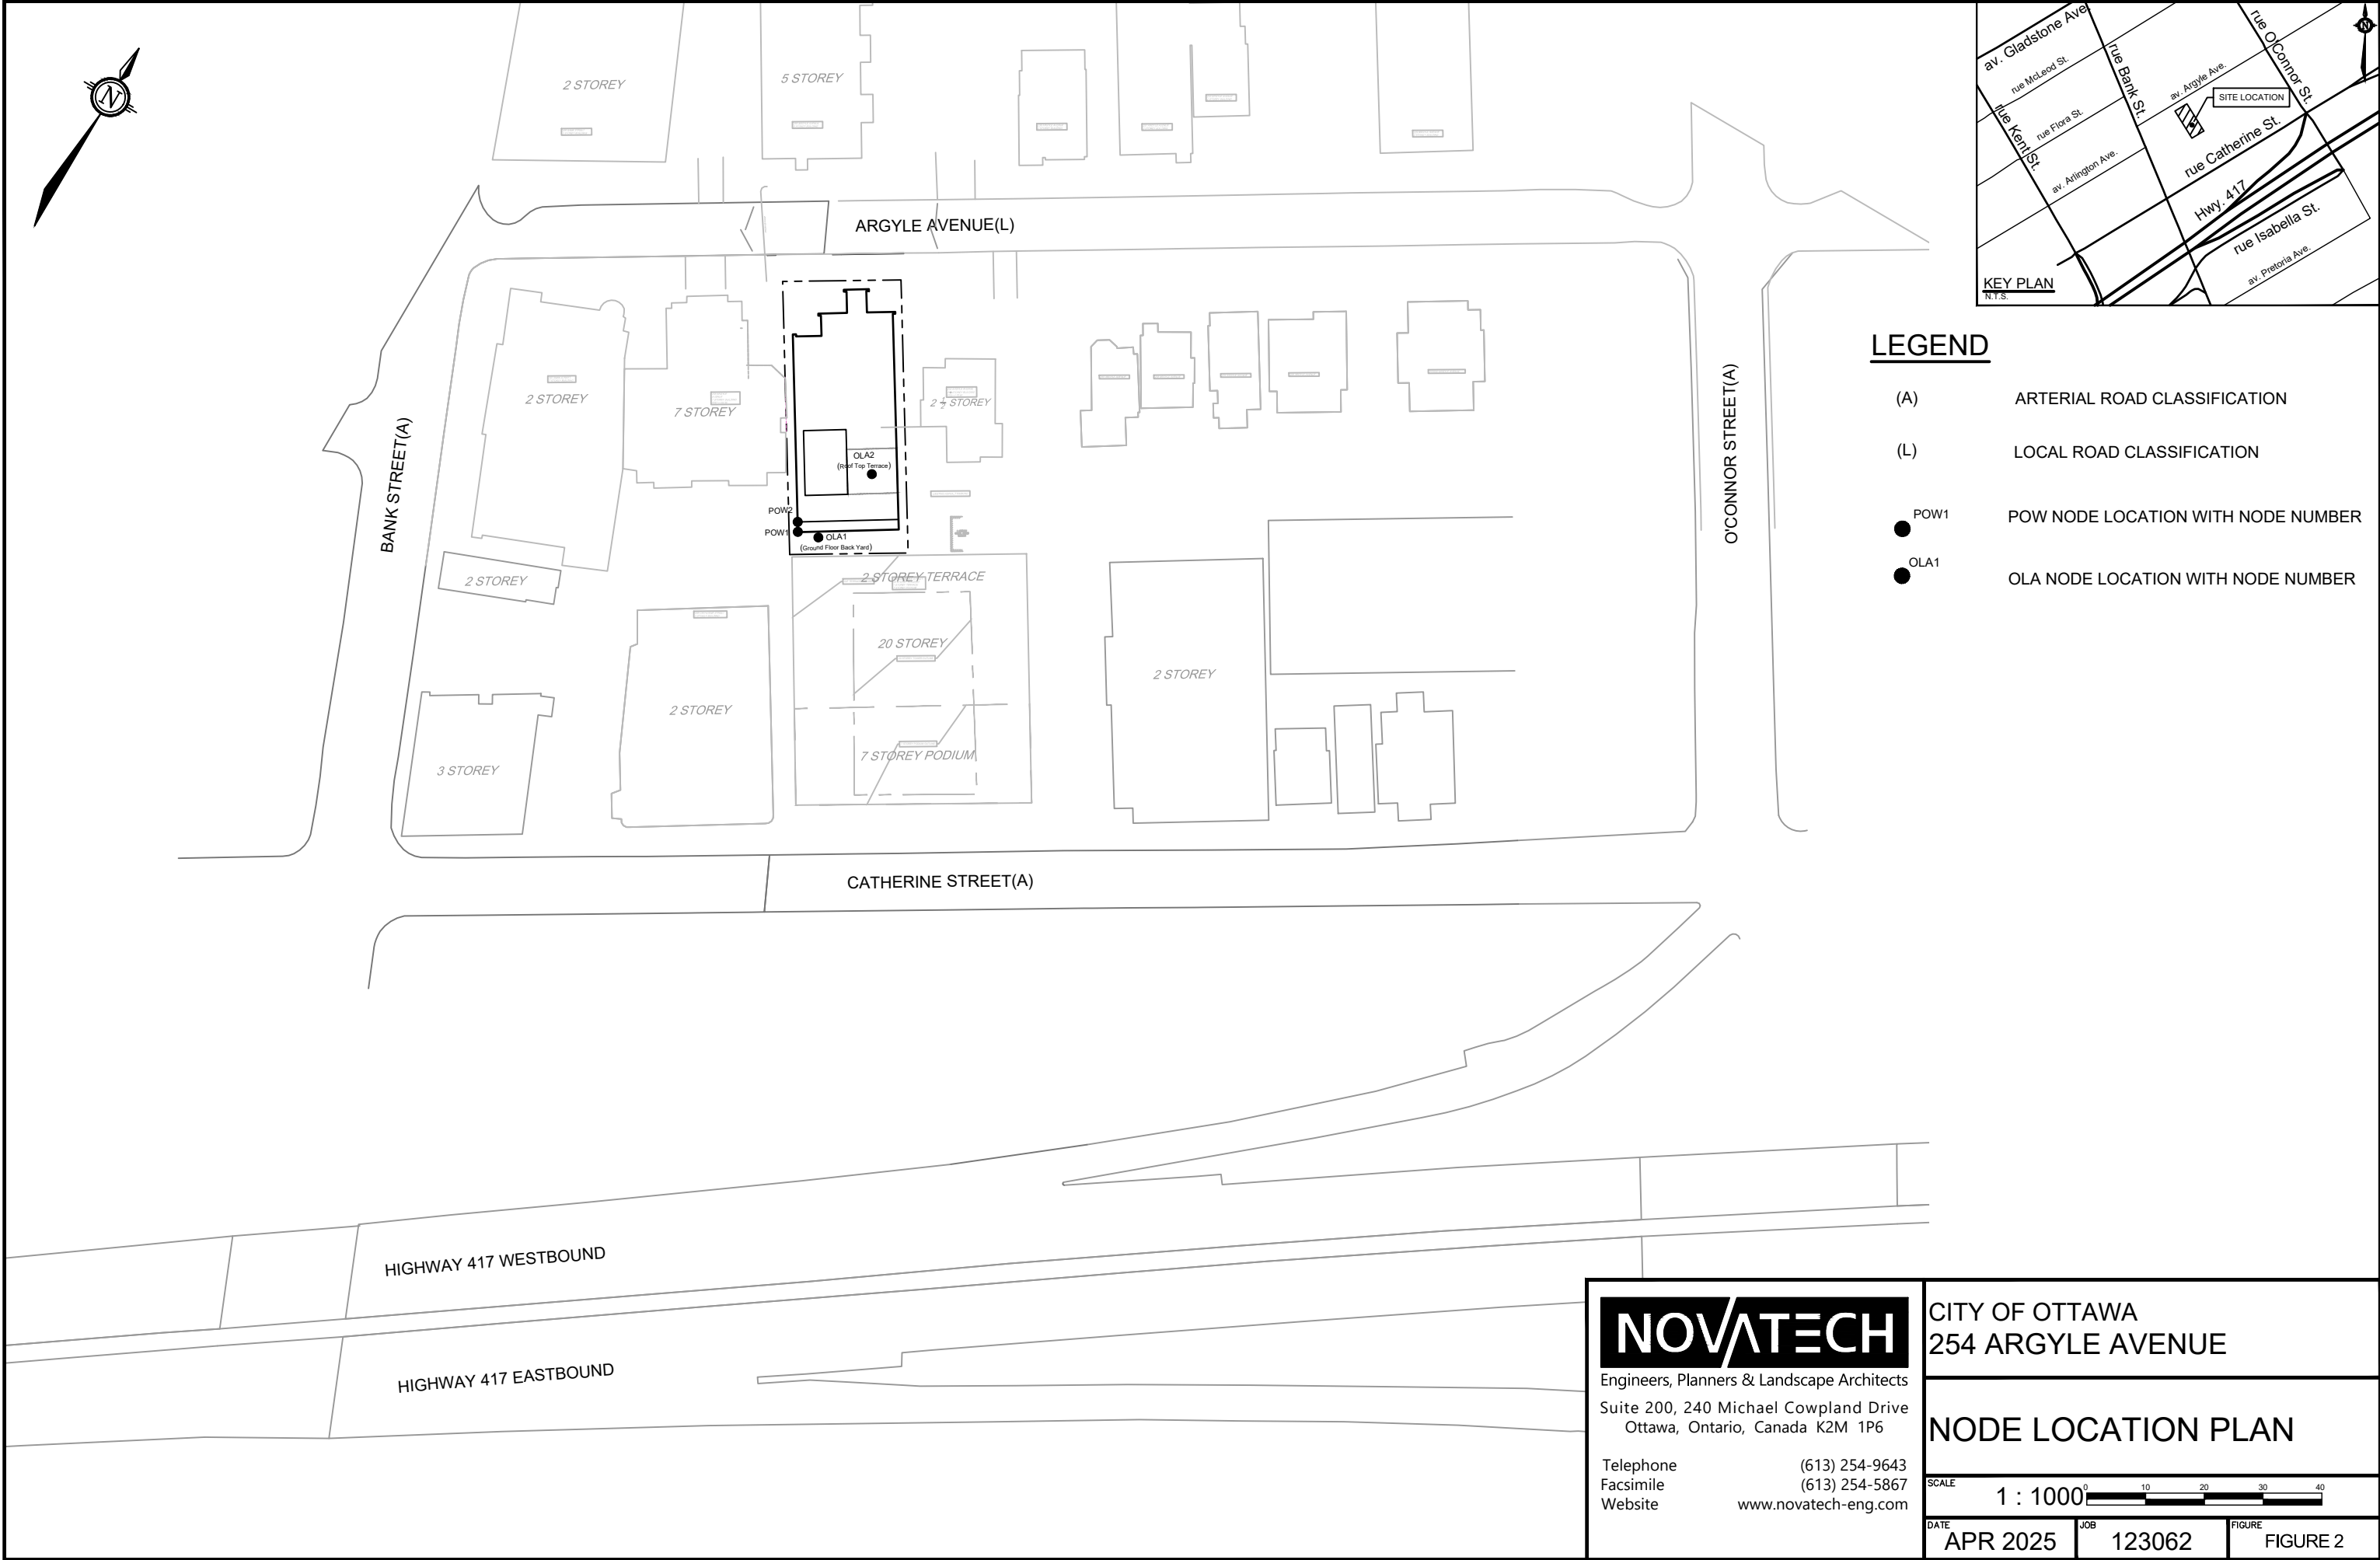 N
2 STOREY
5 STOREY
ARGYLE AVENUE(L)
BANK STREET(A)
2 STOREY
7 STOREY
2 1/2 STOREY
OLA2
(Roof Top Terrace)
POW2
POW1
OLA1
(Ground Floor Back Yard)
2 STOREY
2 STOREY TERRACE
20 STOREY
2 STOREY
2 STOREY
3 STOREY
7 STOREY PODIUM
O'CONNOR STREET(A)
CATHERINE STREET(A)
HIGHWAY 417 WESTBOUND
HIGHWAY 417 EASTBOUND
av. Gladstone Ave.
rue McLeod St.
rue Flora St.
rue Kent St.
av. Arlington Ave.
rue Bank St.
av. Argyle Ave.
rue O'Connor St.
SITE LOCATION
rue Catherine St.
Hwy. 417
rue Isabella St.
av. Pretoria Ave.
N
KEY PLAN
N.T.S.
LEGEND
(A) ARTERIAL ROAD CLASSIFICATION
(L) LOCAL ROAD CLASSIFICATION
POW1 POW NODE LOCATION WITH NODE NUMBER
OLA1 OLA NODE LOCATION WITH NODE NUMBER
NOVATECH
Engineers, Planners & Landscape Architects
Suite 200, 240 Michael Cowpland Drive
Ottawa, Ontario, Canada K2M 1P6
Telephone (613) 254-9643
Facsimile (613) 254-5867
Website www.novatech-eng.com
CITY OF OTTAWA
254 ARGYLE AVENUE
NODE LOCATION PLAN
SCALE
1 : 1000
0 10 20 30 40
DATE APR 2025
JOB 123062
FIGURE FIGURE 2